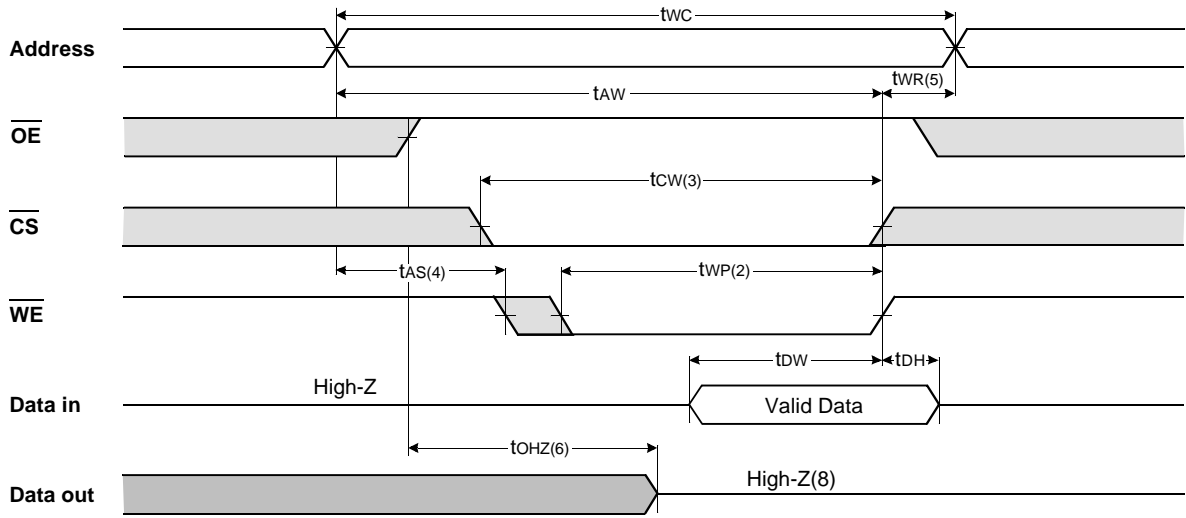 tWC
Address
tAW
tWR(5)
OE
tCW(3)
CS
tAS(4)
tWP(2)
WE
tDW
tDH
High-Z
Data in
Valid Data
tOHZ(6)
High-Z(8)
Data out